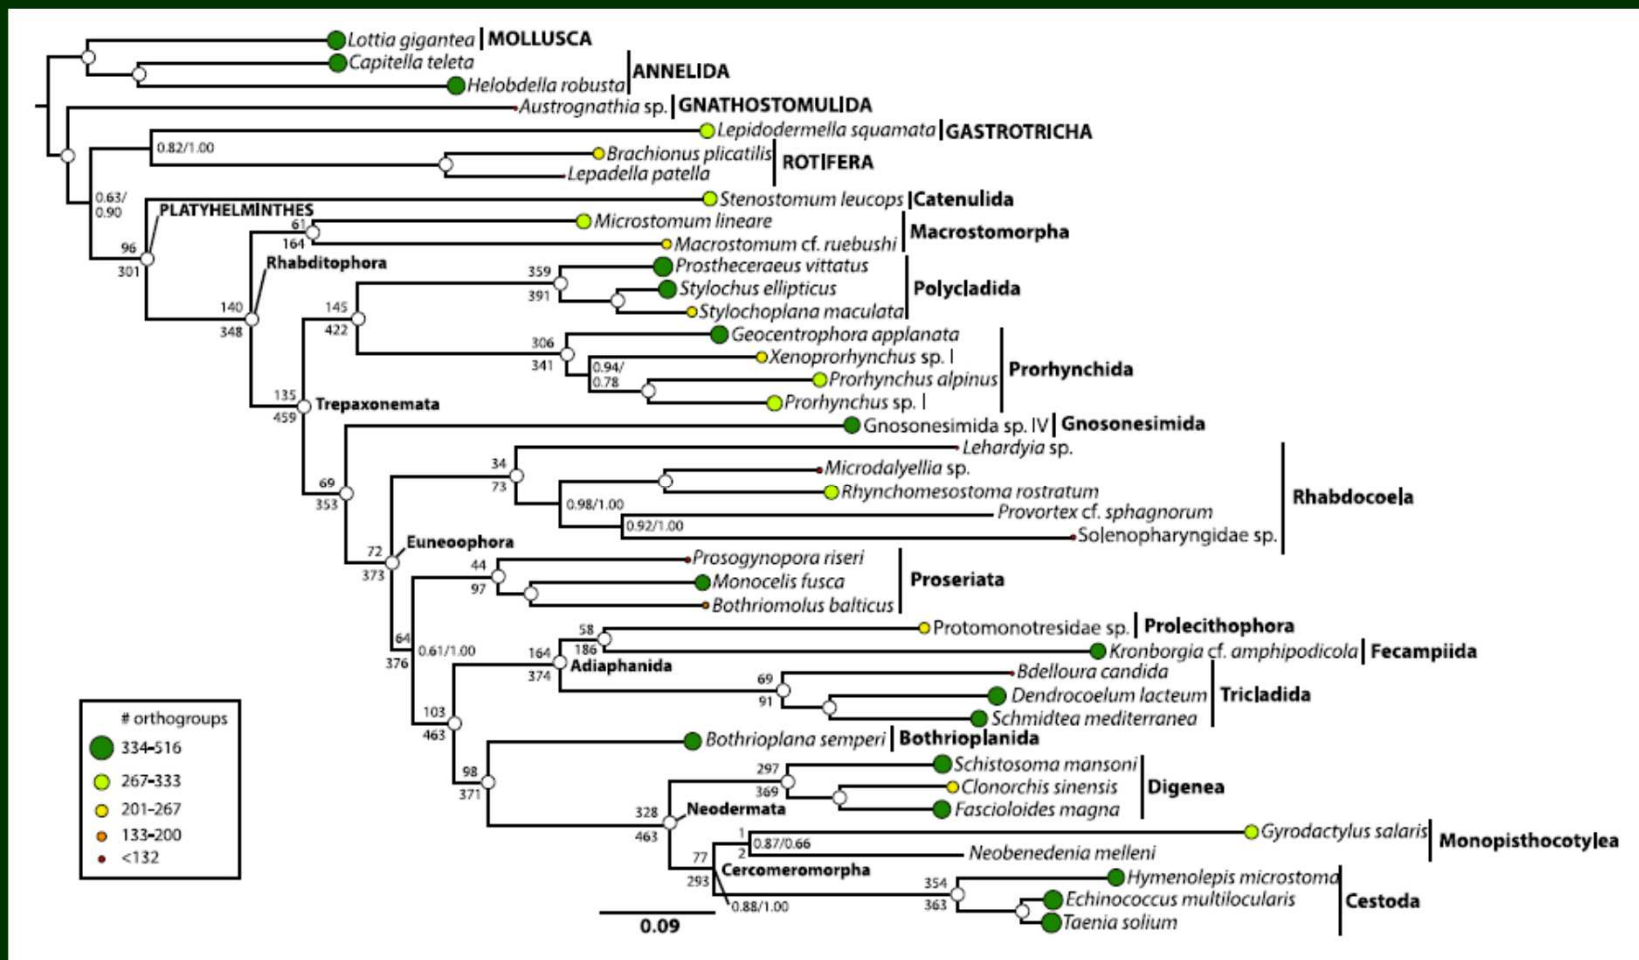 Lottia gigantea MOLLUSCA
Capitella teleta
ANNELIDA
Helobdella robusta
Austrognathia sp. GNATHOSTOMULIDA
Lepidodermella squamata GASTROTRICHA
0.82/1.00
Brachionus plicatilis
ROTIFERA
Lepadella patella
0.63/
0.90
Stenostomum leucops Catenulida
PLATYHELMINTHES
96
301
61
164
Microstomum lineare
Macrostomorpha
Macrostomum cf. ruebushi
Rhabditophora
140
348
359
391
Prostheceraeus vittatus
Stylochus ellipticus
Polycladida
Stylochoplana maculata
145
422
306
341
Geocentrophora applanata
Xenoprorhynchus sp. I
0.94/
0.78
Prorhynchida
Prorhynchus alpinus
Prorhynchus sp. I
135
459
Trepaxonemata
Gnosonesimida sp. IV Gnosonesimida
69
353
34
73
Lehardyia sp.
Microdalyellia sp.
Rhynchomesostoma rostratum
Rhabdocoela
0.98/1.00
Provortex cf. sphagnorum
0.92/1.00
Solenopharyngidae sp.
72
373
Euneoophora
44
97
Prosogynopora riseri
Monocelis fusca
Proseriata
Bothriomolus balticus
64
376
0.61/1.00
58
186
Protomonotresidae sp. Prolecithophora
Kronborgia cf. amphipodicola Fecampiida
164
374
Adiaphanida
69
91
Bdelloura candida
Dendrocoelum lacteum
Tricladida
Schmidtea mediterranea
103
463
Bothrioplana semperi Bothrioplanida
98
371
297
369
Schistosoma mansoni
Clonorchis sinensis
Digenea
Fascioloides magna
328
463
Neodermata
1
2
0.87/0.66
Gyrodactylus salaris
Monopisthocotylea
Neobenedenia melleni
77
293
Cercomeromorpha
0.88/1.00
354
363
Hymenolepis microstoma
Echinococcus multilocularis
Cestoda
Taenia solium
0.09
# orthogroups
334–516
267–333
201–267
133–200
<132